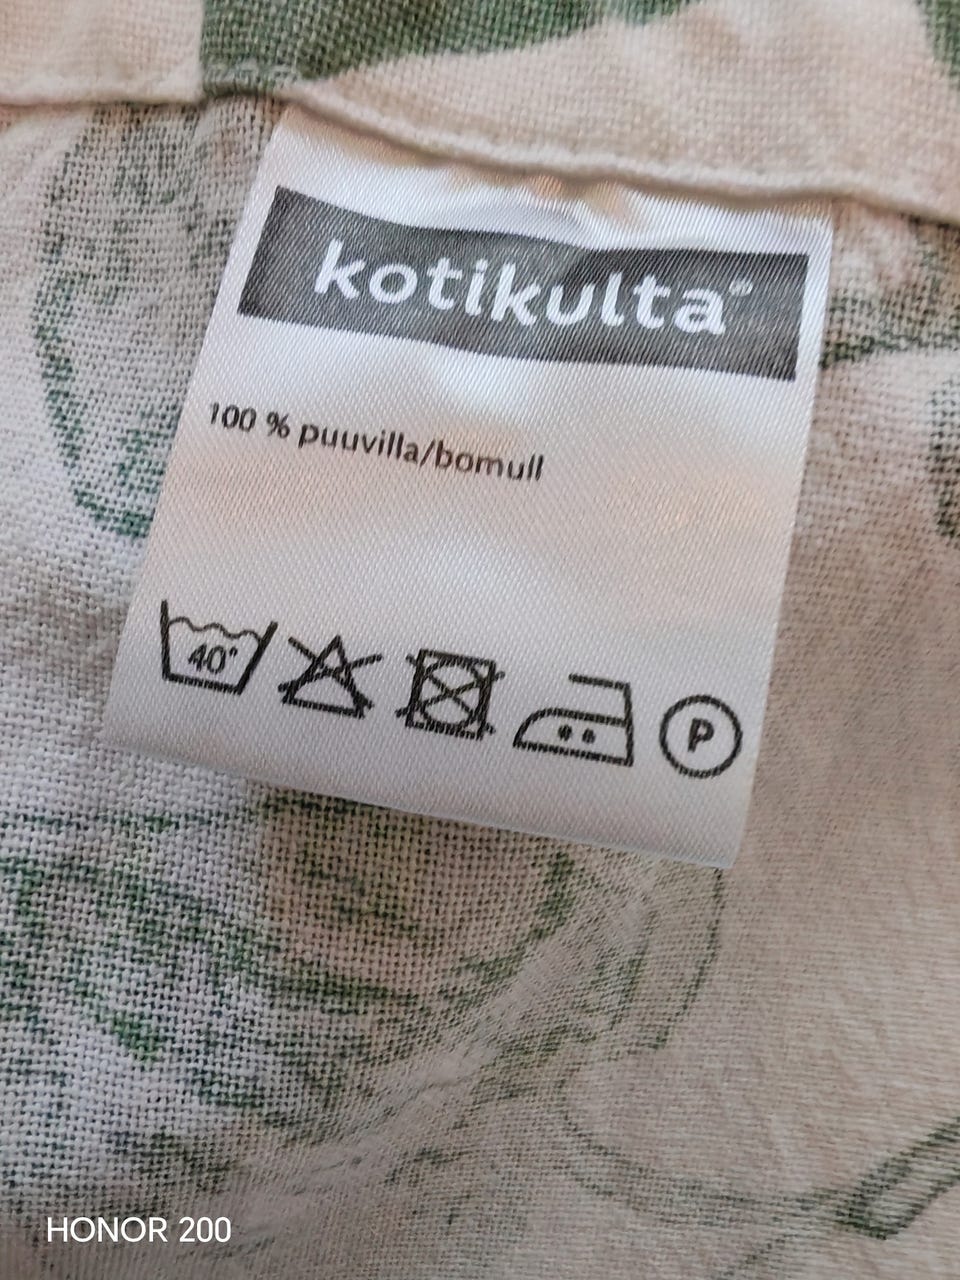 kotikulta®
100 % puuvilla/bomull
40°
P
HONOR 200